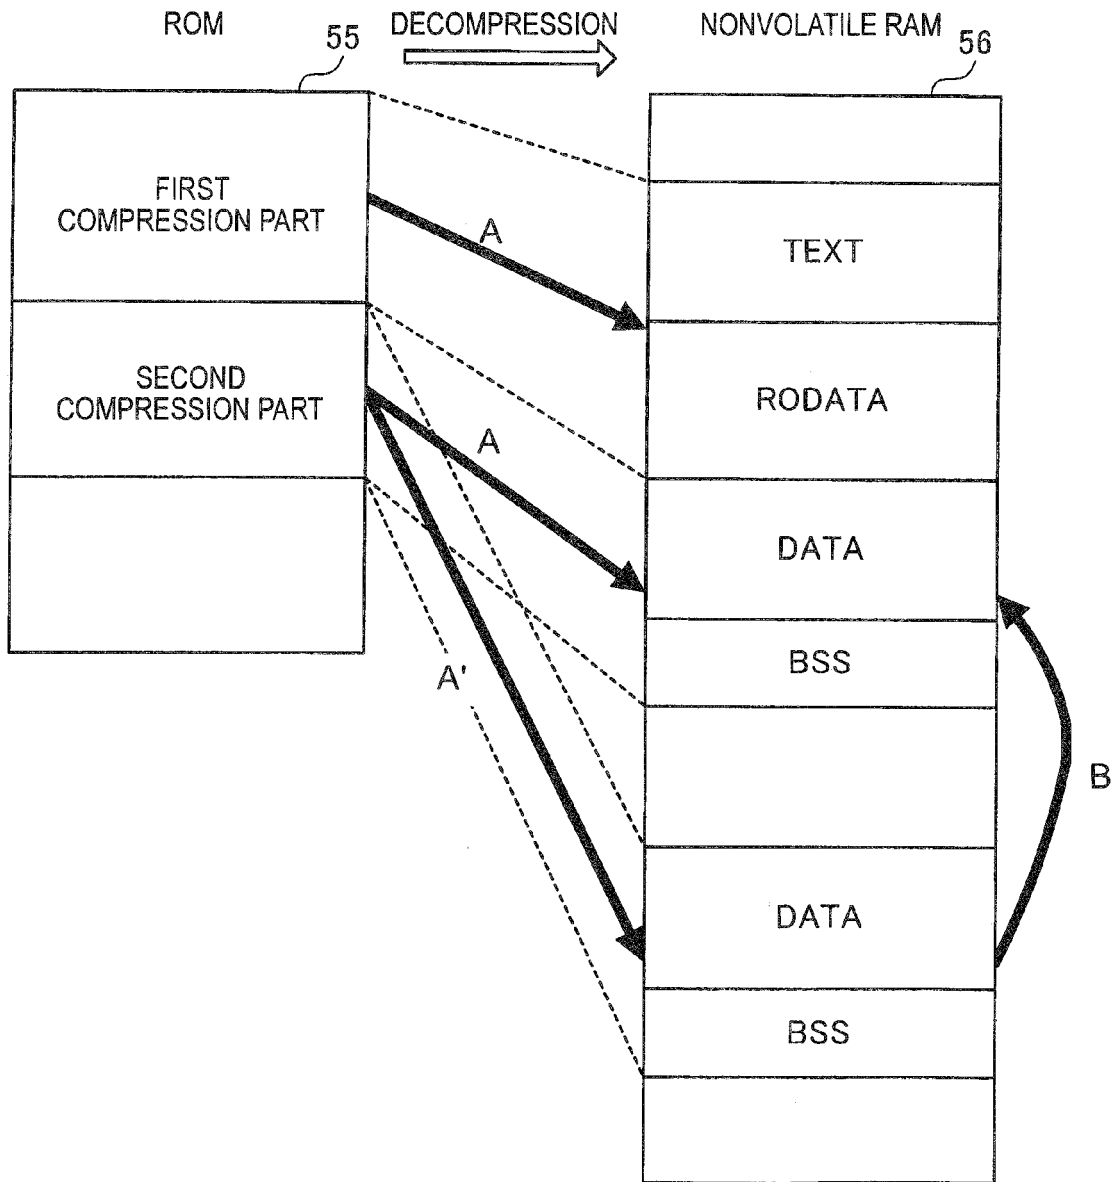 ROM
DECOMPRESSION
NONVOLATILE RAM
55
56
FIRST
COMPRESSION PART
A
TEXT
RODATA
SECOND
COMPRESSION PART
A
DATA
BSS
A'
B
DATA
BSS